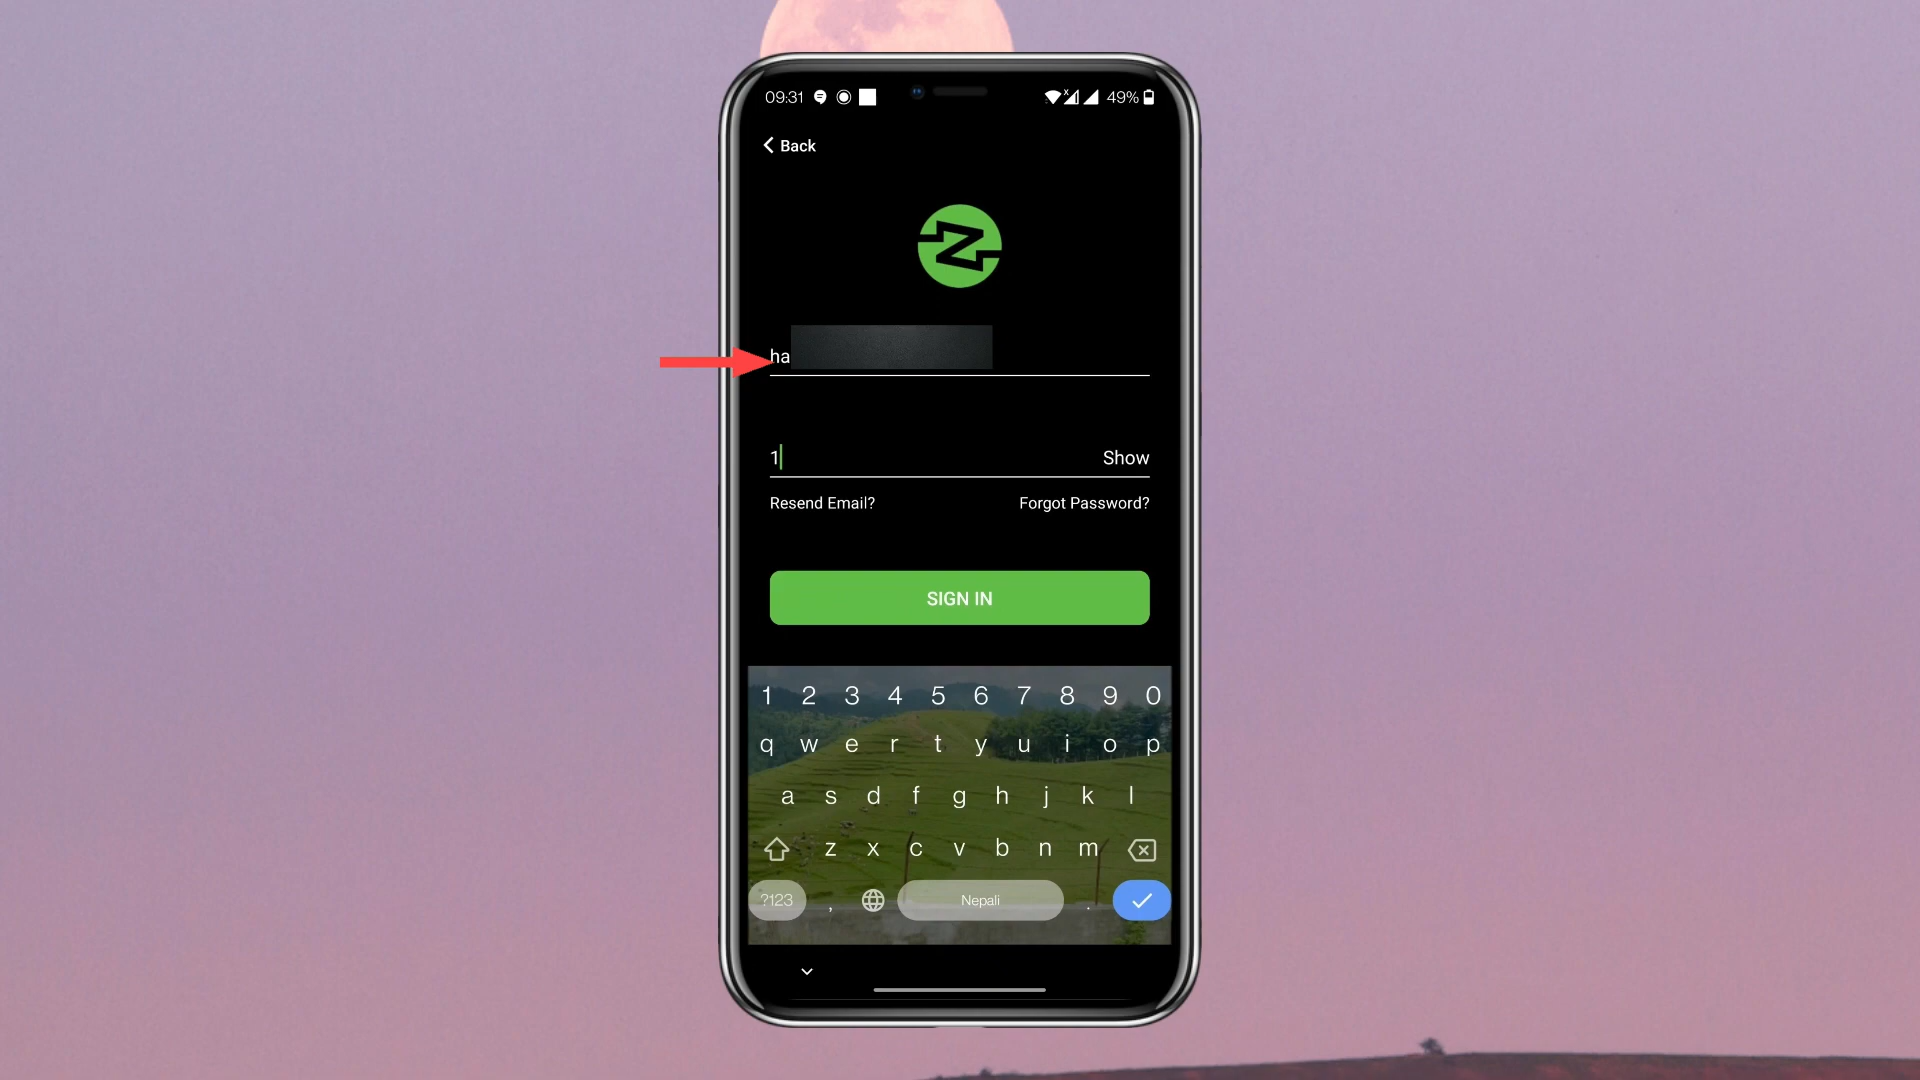 09:31 49%
Back
Z
ha
1 Show
Resend Email? Forgot Password?
SIGN IN
1 2 3 4 5 6 7 8 9 0
q w e r t y u i o p
a s d f g h j k l
z x c v b n m
?123 , Nepali .